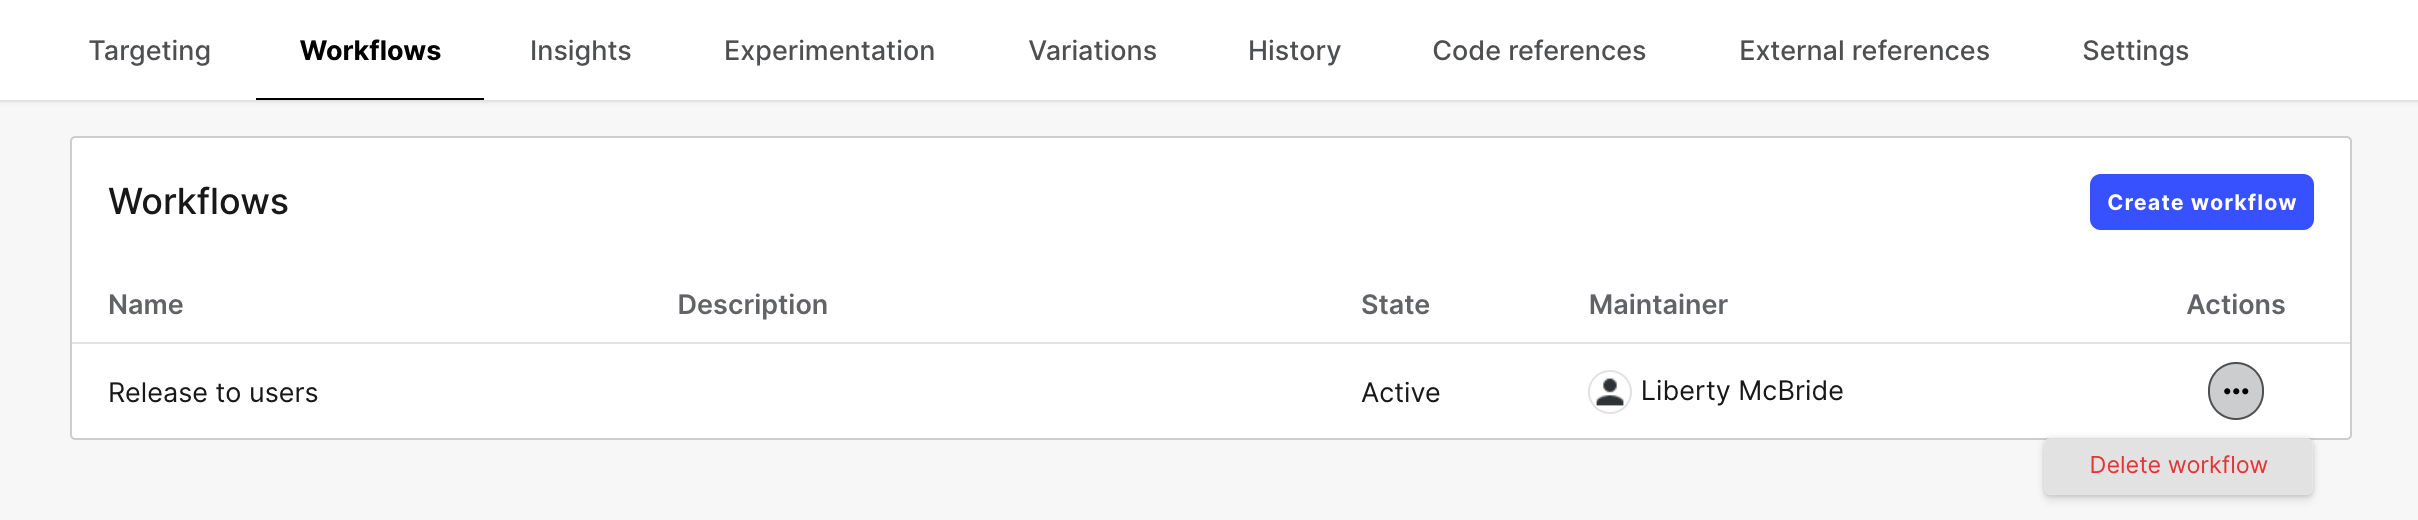 Targeting Workflows Insights Experimentation Variations History Code references External references Settings
Workflows Create workflow
Name Description State Maintainer Actions
Release to users Active Liberty McBride
Delete workflow